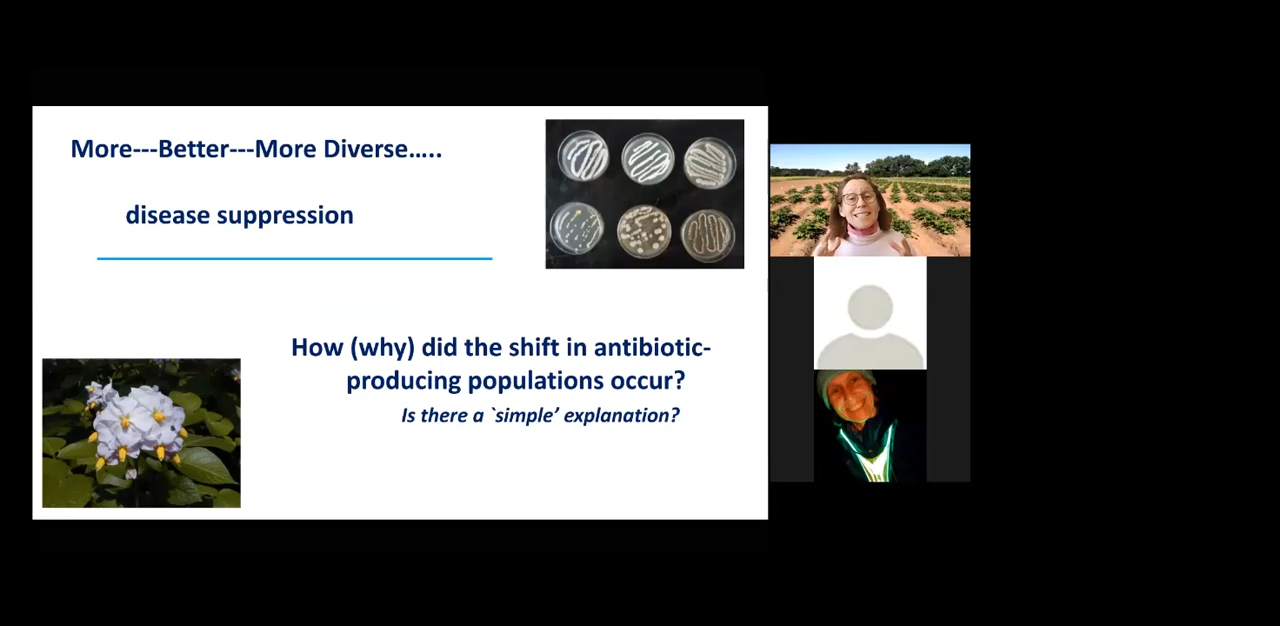 More---Better---More Diverse…..
disease suppression
How (why) did the shift in antibiotic-
producing populations occur?
Is there a `simple’ explanation?